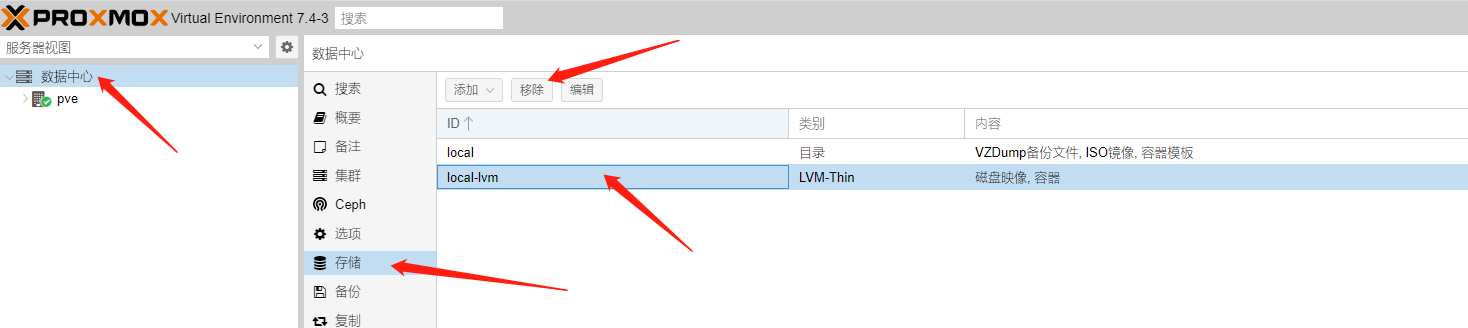 PROXMOX Virtual Environment 7.4-3 搜索
服务器视图
数据中心
pve
数据中心
搜索
概要
备注
集群
Ceph
选项
存储
备份
复制
添加 移除 编辑
ID 类别 内容
local 目录 VZDump备份文件, ISO镜像, 容器模板
local-lvm LVM-Thin 磁盘映像, 容器